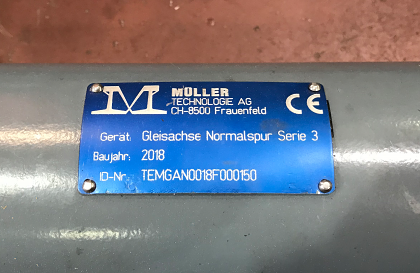 M MÜLLER
TECHNOLOGIE AG
CH-8500 Frauenfeld
CE
Gerät: Gleisachse Normalspur Serie 3
Baujahr: 2018
ID-Nr.: TEMGAN0018F000150